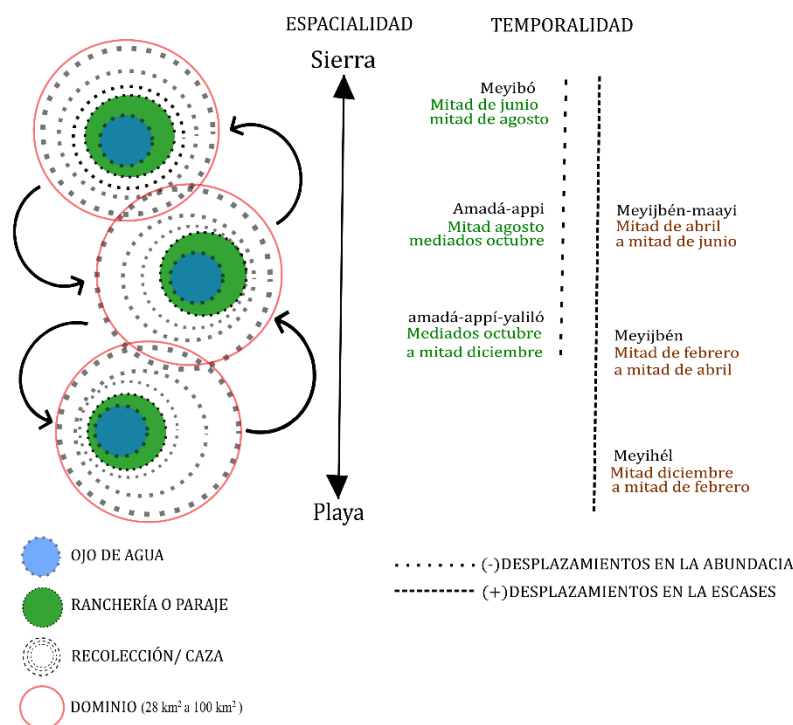 ESPACIALIDAD
TEMPORALIDAD
Sierra
Meyibó
Mitad de junio
mitad de agosto
Amadá-appi
Mitad agosto
mediados octubre
Meyijbén-maayi
Mitad de abril
a mitad de junio
amadá-appí-yaliló
Mediados octubre
a mitad diciembre
Meyijbén
Mitad de febrero
a mitad de abril
Meyihél
Mitad diciembre
a mitad de febrero
Playa
OJO DE AGUA
RANCHERÍA O PARAJE
RECOLECCIÓN/ CAZA
DOMINIO (28 km² a 100 km²)
(-)DESPLAZAMIENTOS EN LA ABUNDACIA
(+)DESPLAZAMIENTOS EN LA ESCASES